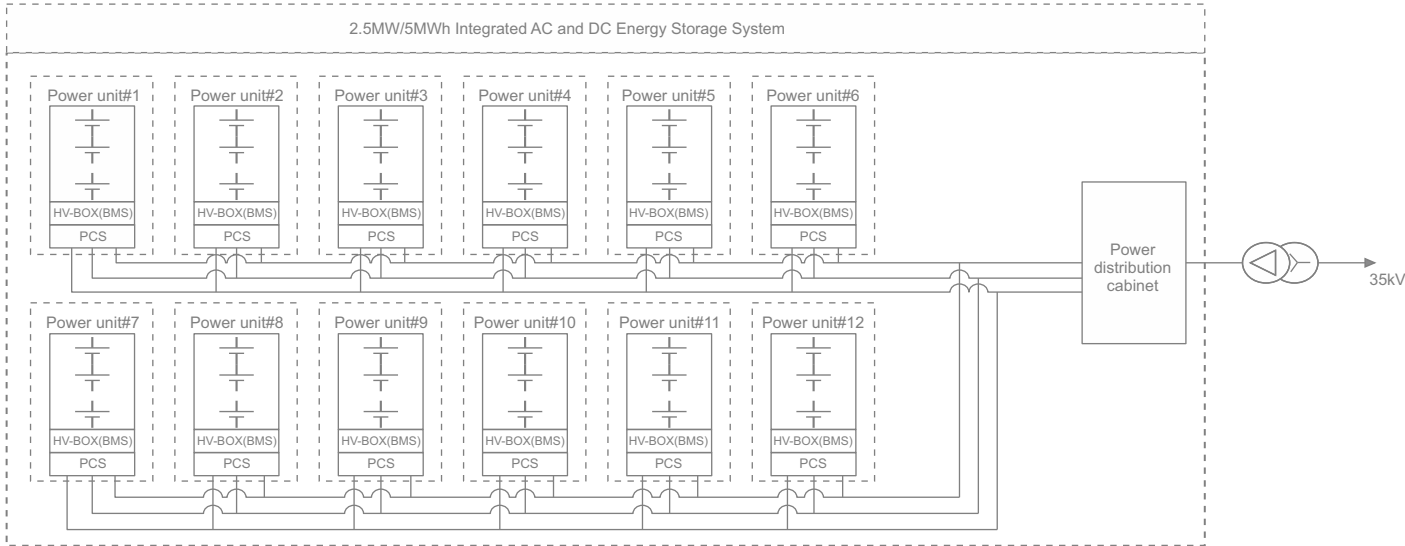 2.5MW/5MWh Integrated AC and DC Energy Storage System
Power unit#1
Power unit#2
Power unit#3
Power unit#4
Power unit#5
Power unit#6
HV-BOX(BMS)
HV-BOX(BMS)
HV-BOX(BMS)
HV-BOX(BMS)
HV-BOX(BMS)
HV-BOX(BMS)
PCS
PCS
PCS
PCS
PCS
PCS
Power
distribution
cabinet
35kV
Power unit#7
Power unit#8
Power unit#9
Power unit#10
Power unit#11
Power unit#12
HV-BOX(BMS)
HV-BOX(BMS)
HV-BOX(BMS)
HV-BOX(BMS)
HV-BOX(BMS)
HV-BOX(BMS)
PCS
PCS
PCS
PCS
PCS
PCS